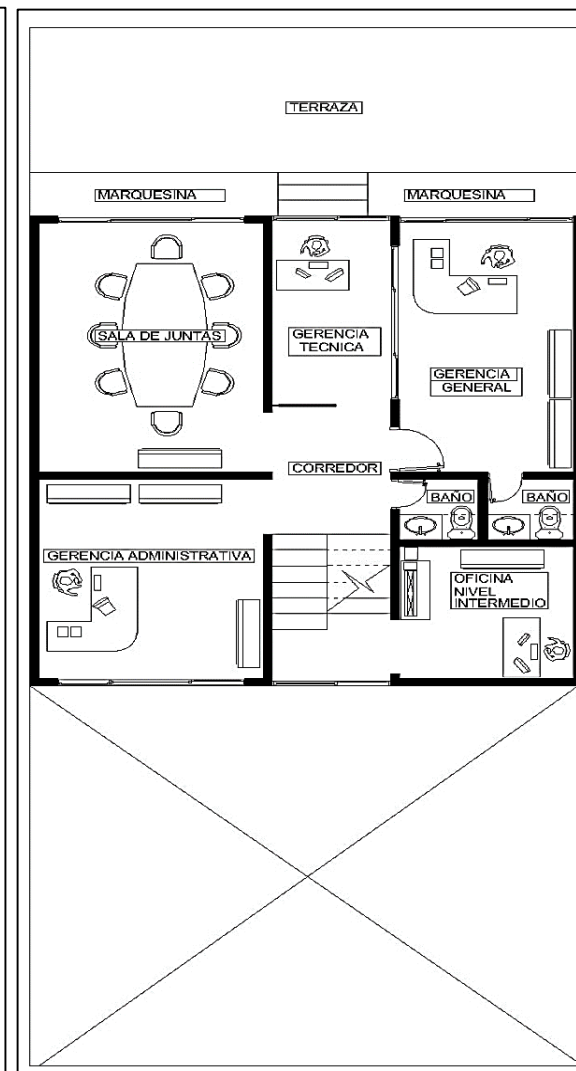 TERRAZA
MARQUESINA
MARQUESINA
SALA DE JUNTAS
GERENCIA
TECNICA
GERENCIA
GENERAL
CORREDOR
BAÑO
BAÑO
GERENCIA ADMINISTRATIVA
OFICINA
NIVEL
INTERMEDIO